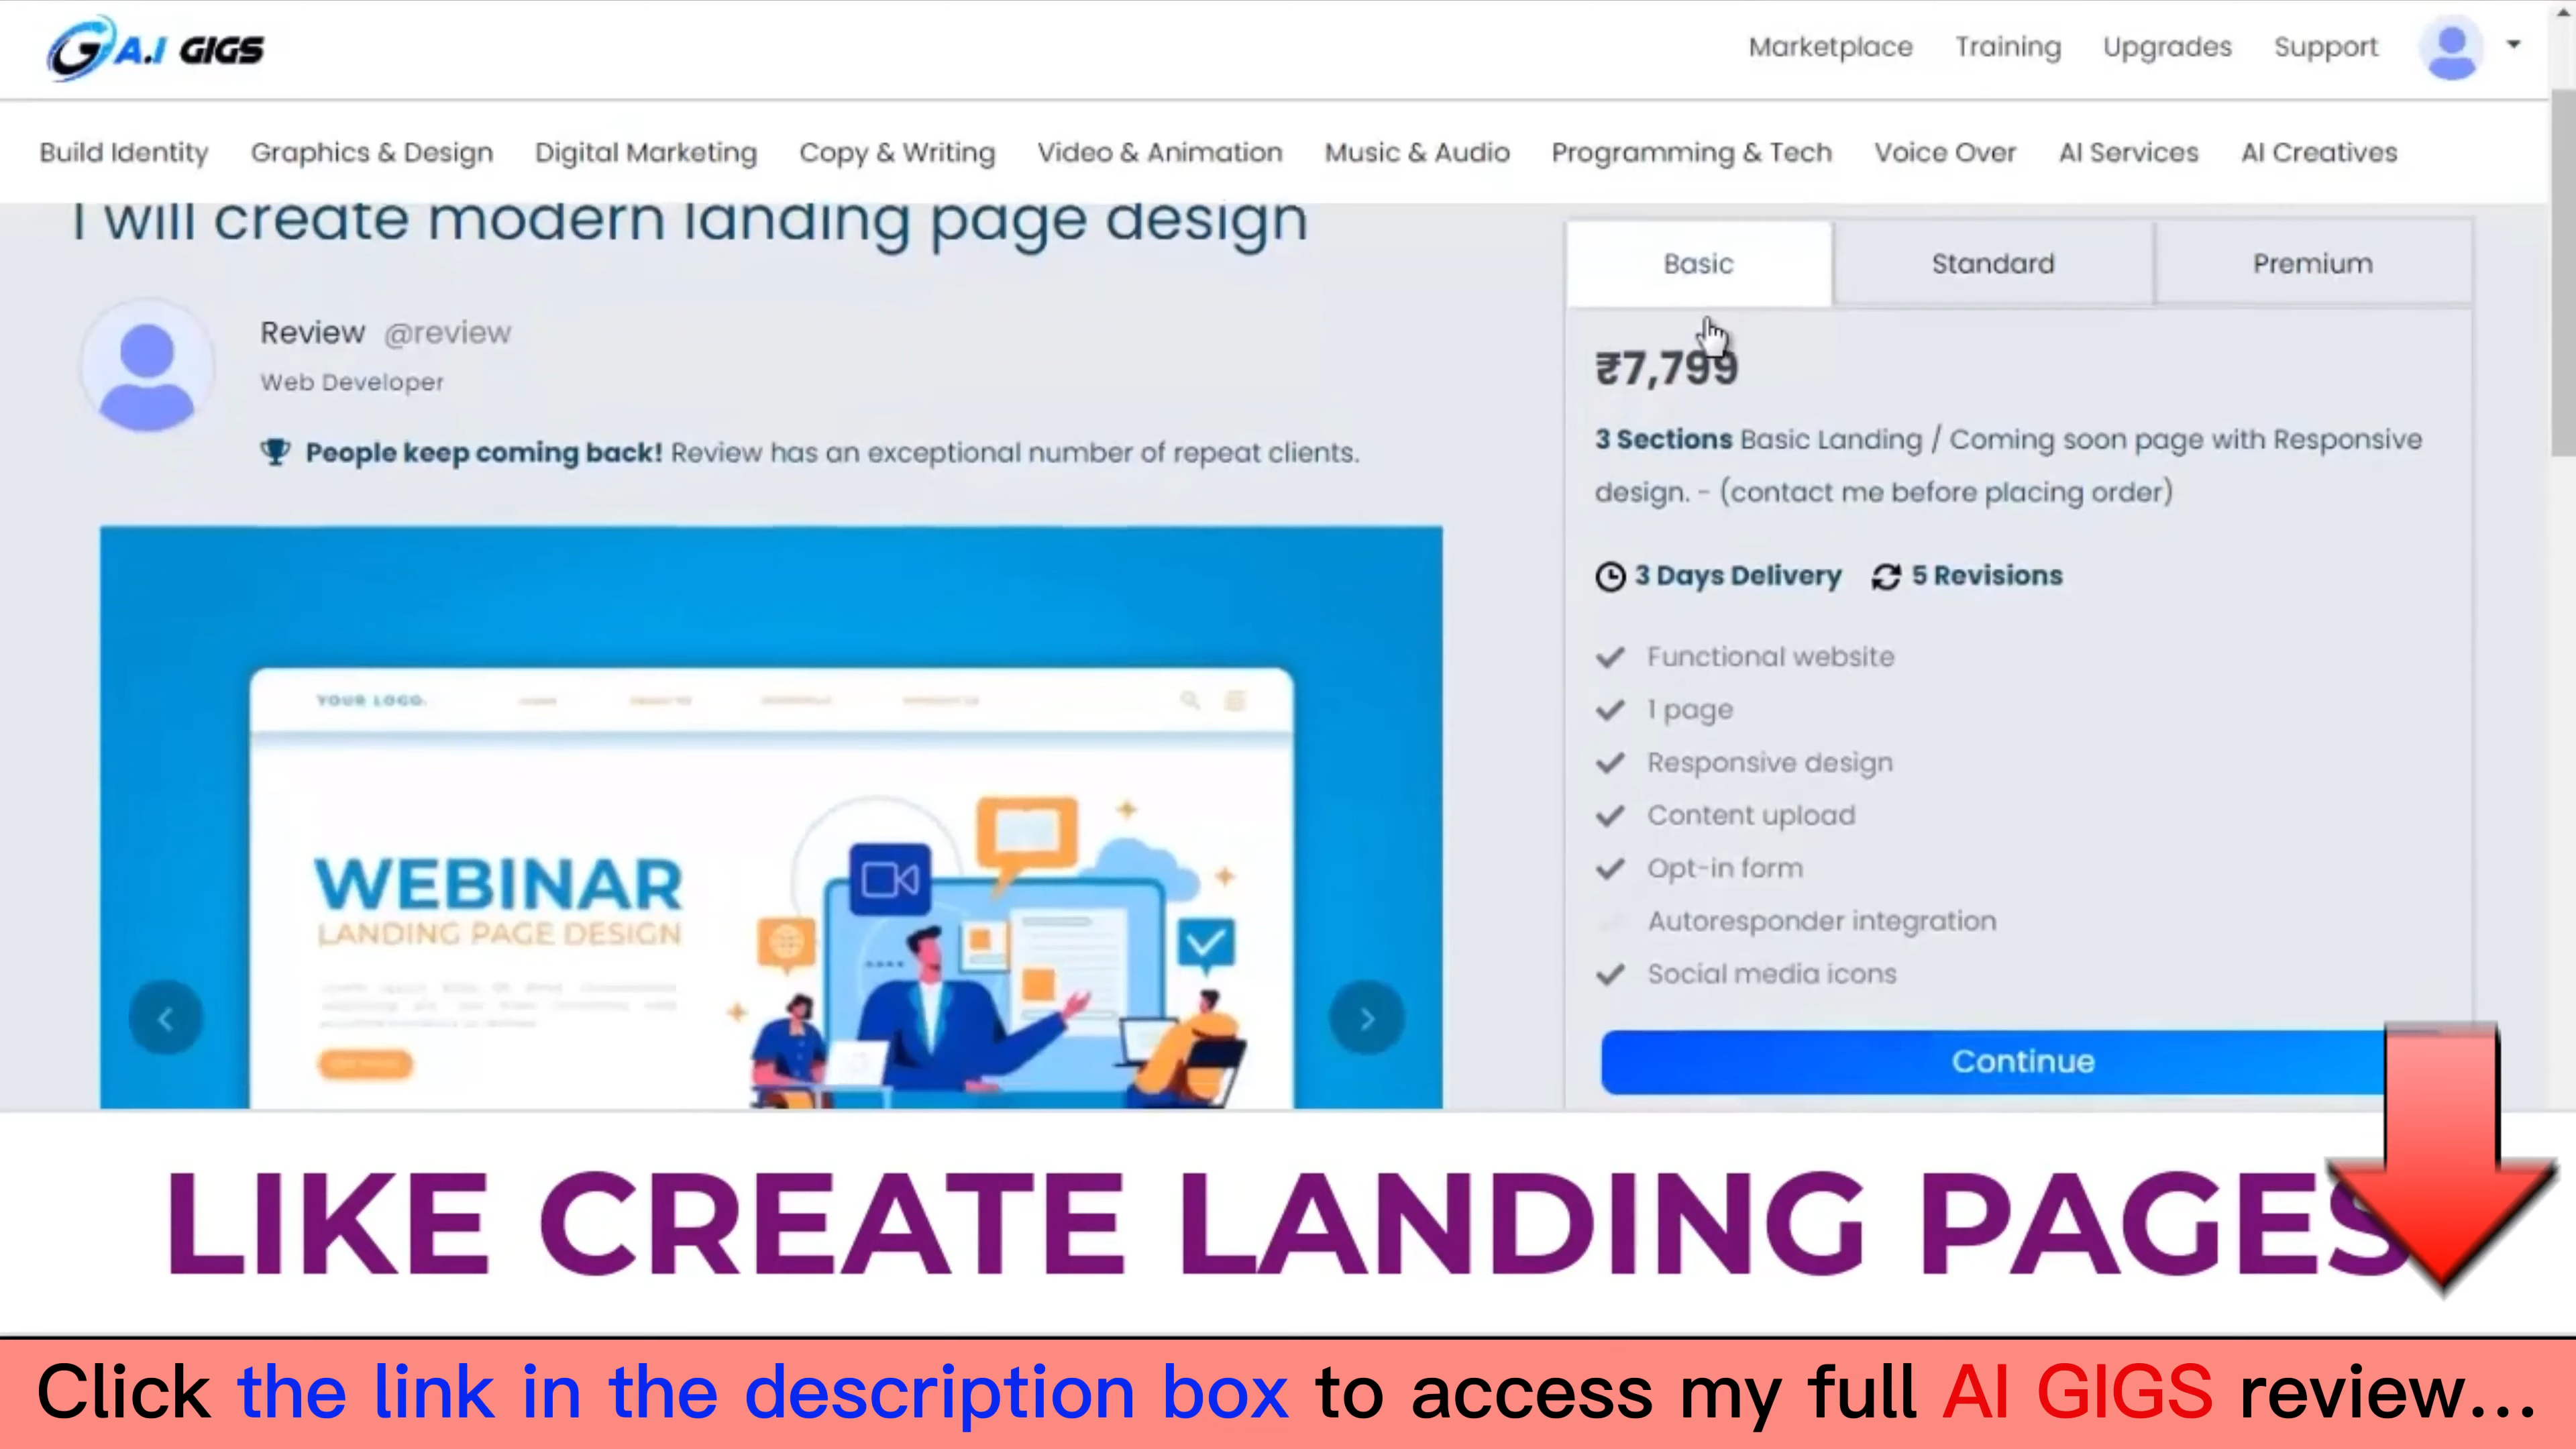 A.I GIGS
Marketplace Training Upgrades Support
Build Identity Graphics & Design Digital Marketing Copy & Writing Video & Animation Music & Audio Programming & Tech Voice Over AI Services AI Creatives
I will create modern landing page design
Review @review
Web Developer
People keep coming back! Review has an exceptional number of repeat clients.
YOUR LOGO.
WEBINAR
LANDING PAGE DESIGN
Basic Standard Premium
₹7,799
3 Sections Basic Landing / Coming soon page with Responsive
design. - (contact me before placing order)
3 Days Delivery 5 Revisions
Functional website
1 page
Responsive design
Content upload
Opt-in form
Autoresponder integration
Social media icons
Continue
LIKE CREATE LANDING PAGES
Click the link in the description box to access my full AI GIGS review...